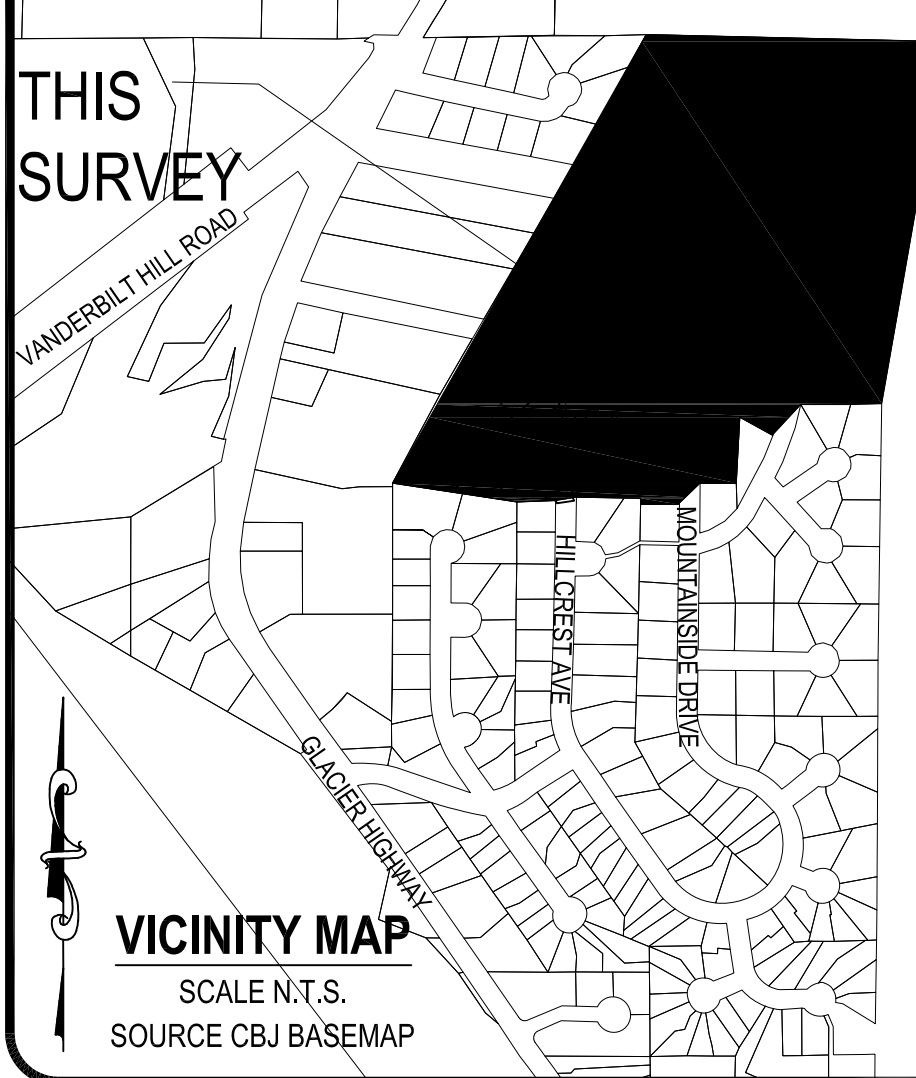 THIS
SURVEY
VANDERBILT HILL ROAD
HILLCREST AVE
MOUNTAINSIDE DRIVE
GLACIER HIGHWAY
VICINITY MAP
SCALE N.T.S.
SOURCE CBJ BASEMAP